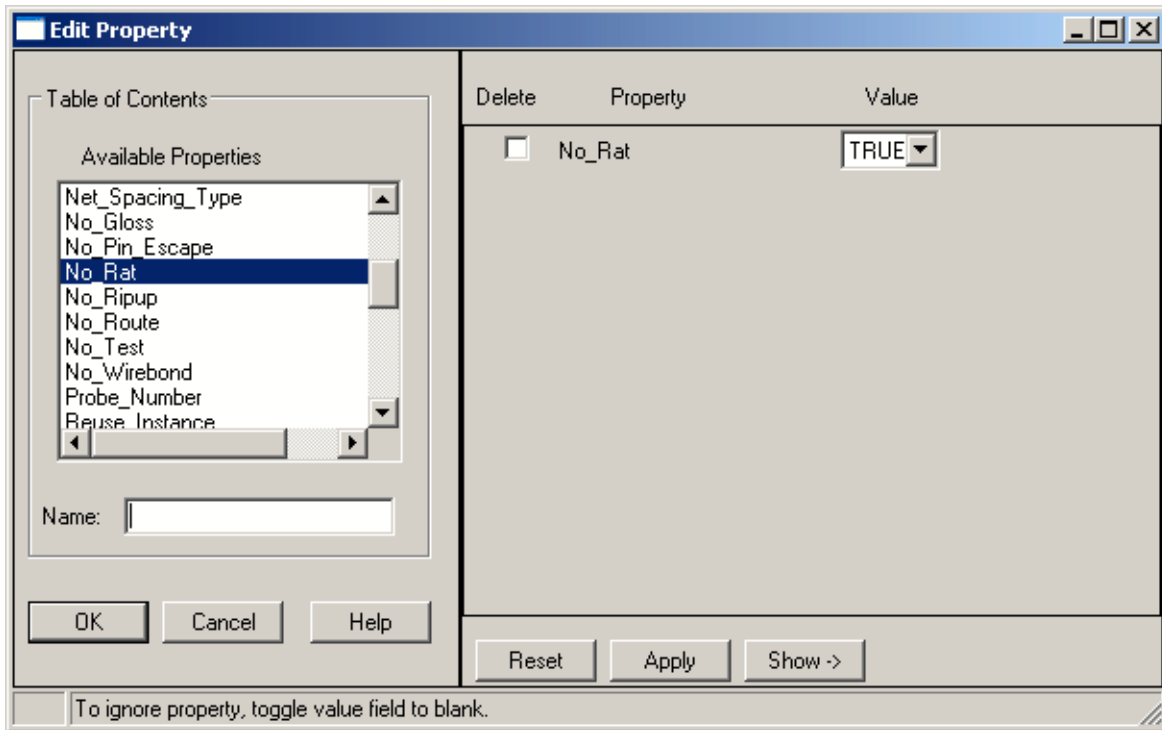 Edit Property
Table of Contents
Available Properties
Net_Spacing_Type
No_Gloss
No_Pin_Escape
No_Rat
No_Ripup
No_Route
No_Test
No_Wirebond
Probe_Number
Reuse_Instance
Name:
OK Cancel Help
Delete Property Value
No_Rat TRUE
Reset Apply Show ->
To ignore property, toggle value field to blank.